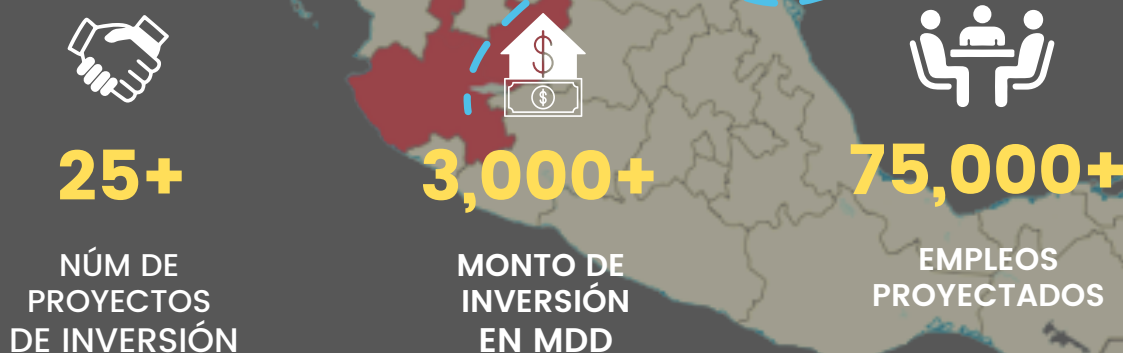 $
$
25+
NÚM DE
PROYECTOS
DE INVERSIÓN
3,000+
MONTO DE
INVERSIÓN
EN MDD
75,000+
EMPLEOS
PROYECTADOS